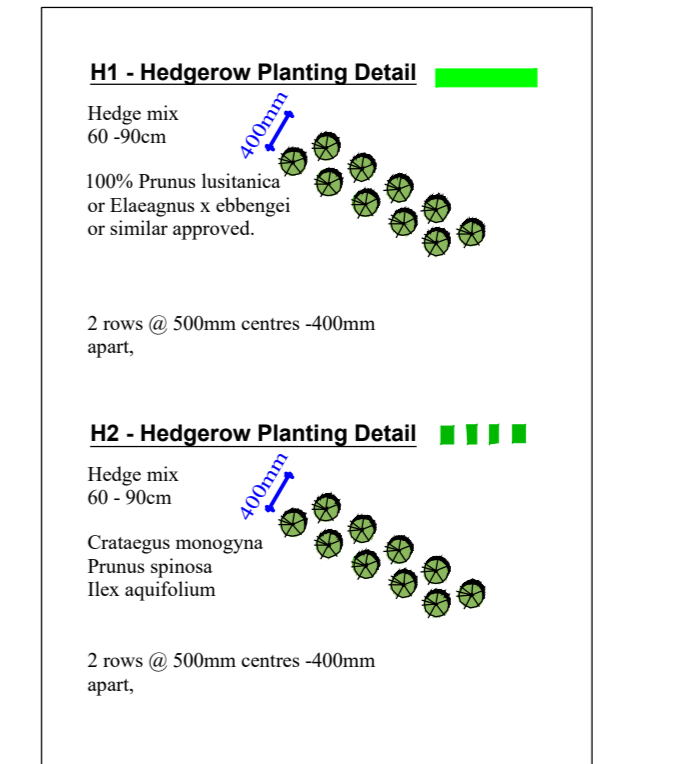 H1 - Hedgerow Planting Detail
Hedge mix
60 -90cm
400mm
100% Prunus lusitanica
or Elaeagnus x ebbengei
or similar approved.
2 rows @ 500mm centres -400mm
apart,
H2 - Hedgerow Planting Detail
Hedge mix
60 - 90cm
400mm
Crataegus monogyna
Prunus spinosa
Ilex aquifolium
2 rows @ 500mm centres -400mm
apart,